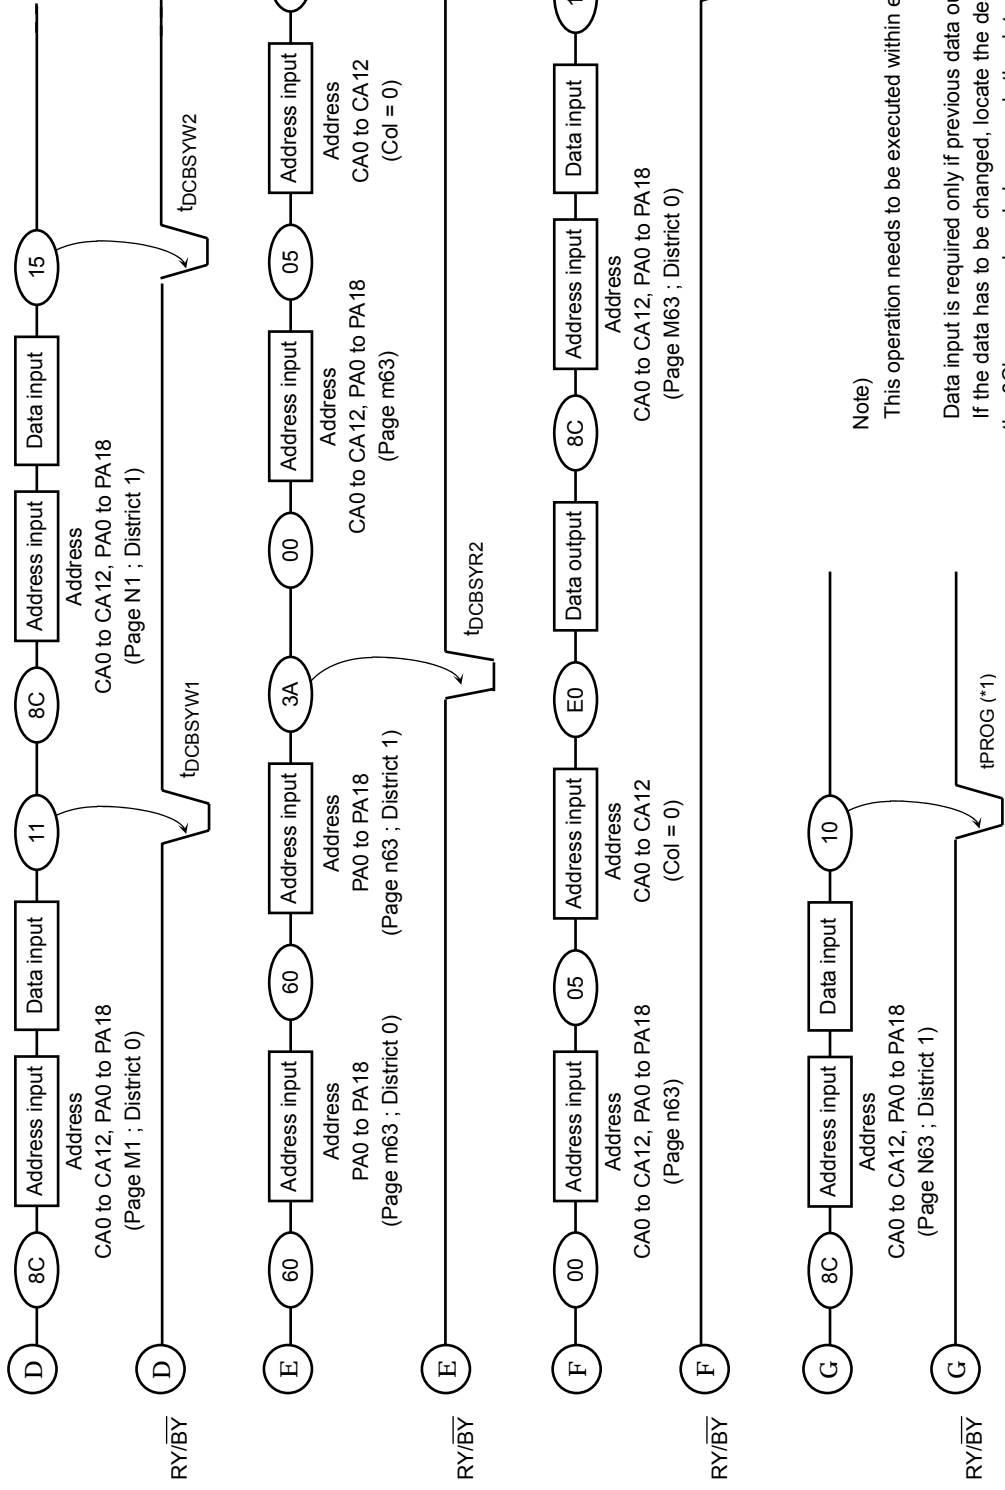 D 8C Address input Data input 11 8C Address input Data input 15
Address
CA0 to CA12, PA0 to PA18
(Page M1 ; District 0)
Address
CA0 to CA12, PA0 to PA18
(Page N1 ; District 1)
RY/BY D tDCBSYW1 tDCBSYW2
E 60 Address input 60 Address input 3A 00 Address input 05 Address input
Address
PA0 to PA18
(Page m63 ; District 0)
Address
PA0 to PA18
(Page n63 ; District 1)
Address
CA0 to CA12, PA0 to PA18
(Page m63)
Address
CA0 to CA12
(Col = 0)
RY/BY E tDCBSYR2
F 00 Address input 05 Address input E0 Data output 8C Address input Data input
Address
CA0 to CA12, PA0 to PA18
(Page n63)
Address
CA0 to CA12
(Col = 0)
Address
CA0 to CA12, PA0 to PA18
(Page M63 ; District 0)
RY/BY F
G 8C Address input Data input 10
Address
CA0 to CA12, PA0 to PA18
(Page N63 ; District 1)
RY/BY G tPROG (*1)
Note)
This operation needs to be executed within
Data input is required only if previous data
If the data has to be changed, locate the